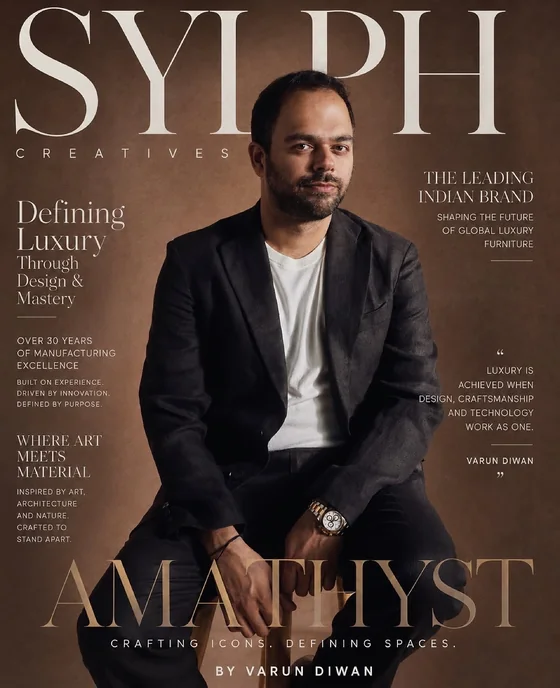 SYLPH
CREATIVES
Defining
Luxury
Through
Design &
Mastery
OVER 30 YEARS
OF MANUFACTURING
EXCELLENCE
BUILT ON EXPERIENCE.
DRIVEN BY INNOVATION.
DEFINED BY PURPOSE.
WHERE ART
MEETS
MATERIAL
INSPIRED BY ART,
ARCHITECTURE
AND NATURE.
CRAFTED TO
STAND APART.
THE LEADING
INDIAN BRAND
SHAPING THE FUTURE
OF GLOBAL LUXURY
FURNITURE
“
LUXURY IS
ACHIEVED WHEN
DESIGN, CRAFTSMANSHIP
AND TECHNOLOGY
WORK AS ONE.
VARUN DIWAN
”
AMATHYST
CRAFTING ICONS. DEFINING SPACES.
BY VARUN DIWAN